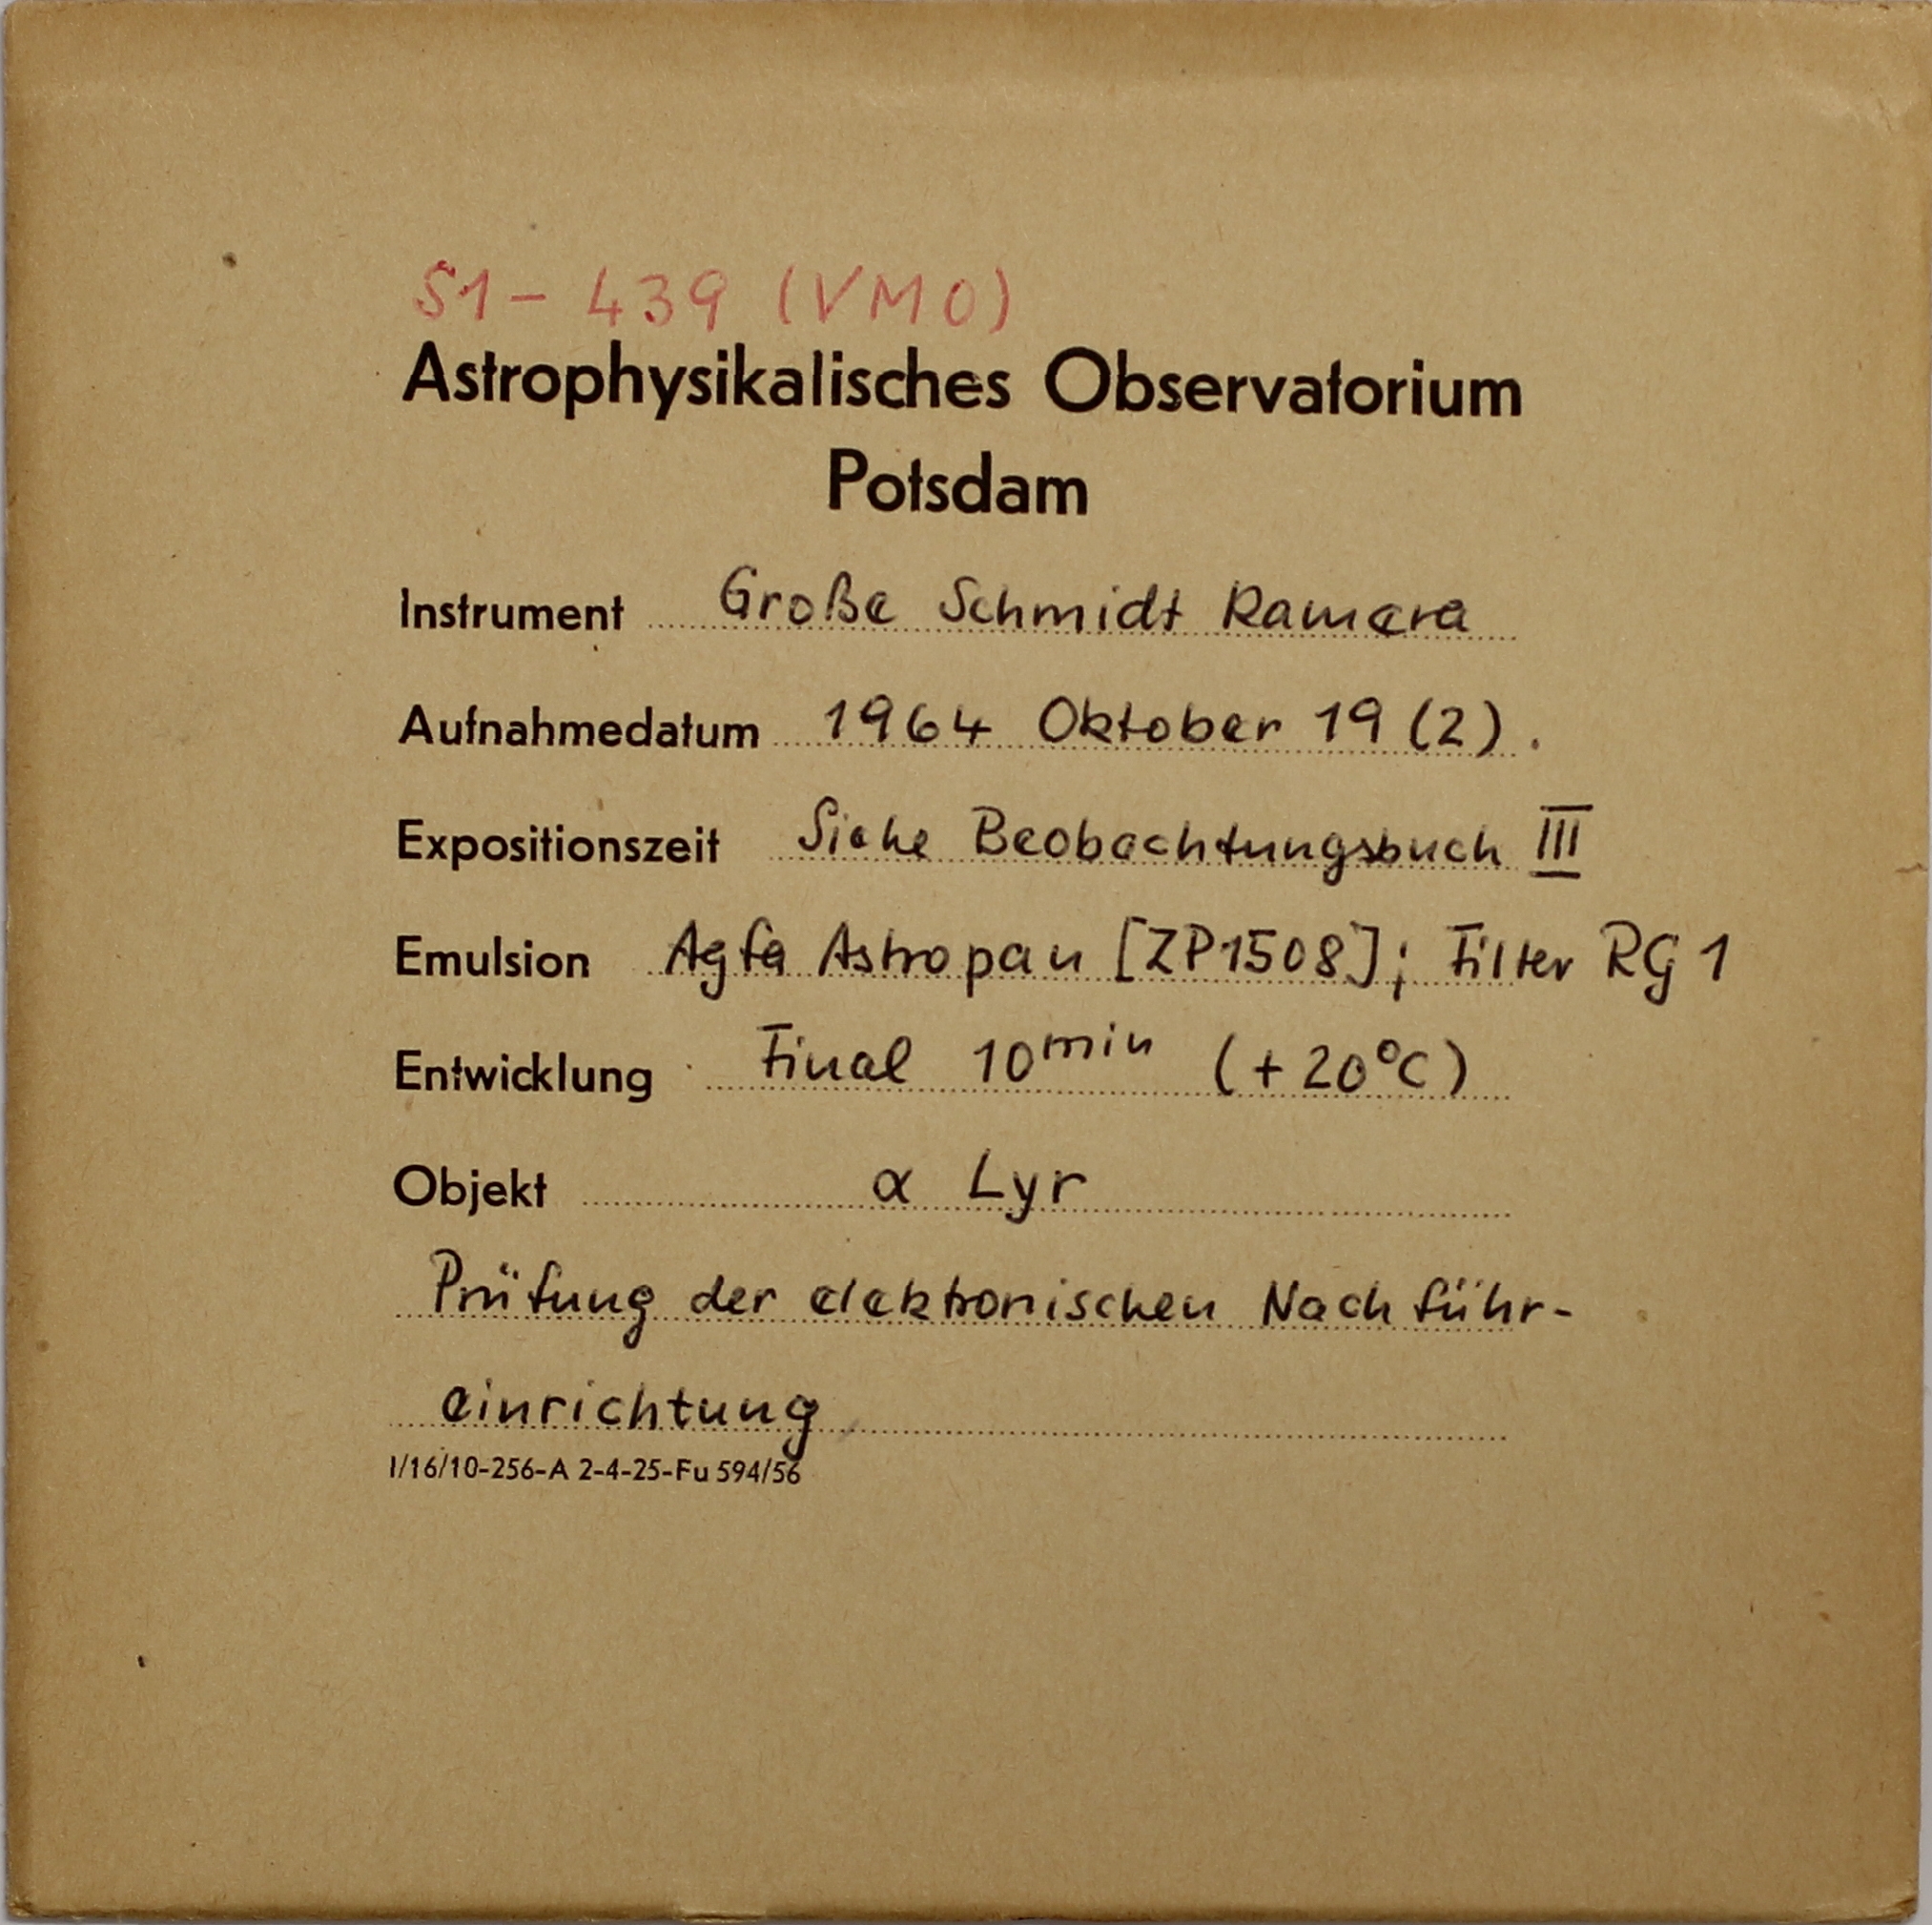 S1 - 439 (VMO)
Astrophysikalisches Observatorium
Potsdam
Instrument Große Schmidt Kamera
Aufnahmedatum 1964 Oktober 19 (2).
Expositionszeit Siehe Beobachtungsbuch III
Emulsion Agfa Astropan [ZP1508]; Filter RG 1
Entwicklung Final 10min (+20°C)
Objekt α Lyr
Prüfung der elektronischen Nachführ-
einrichtung
I/16/10-256-A 2-4-25-Fu 594/56